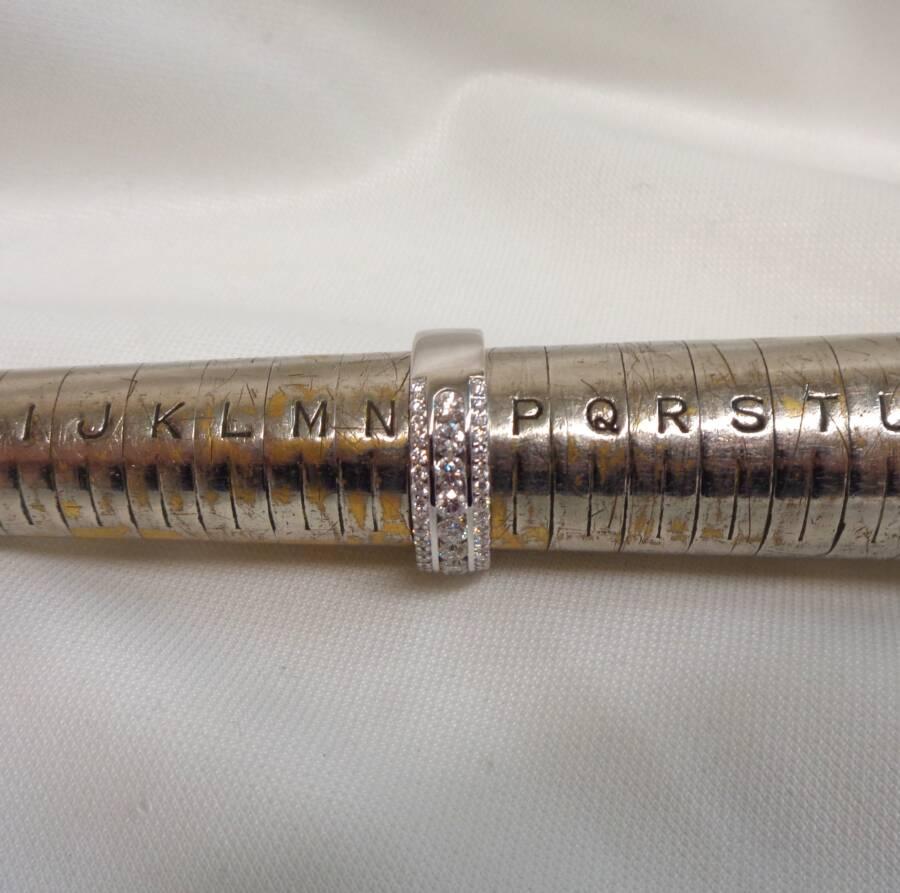 I J K L M N P Q R S T U